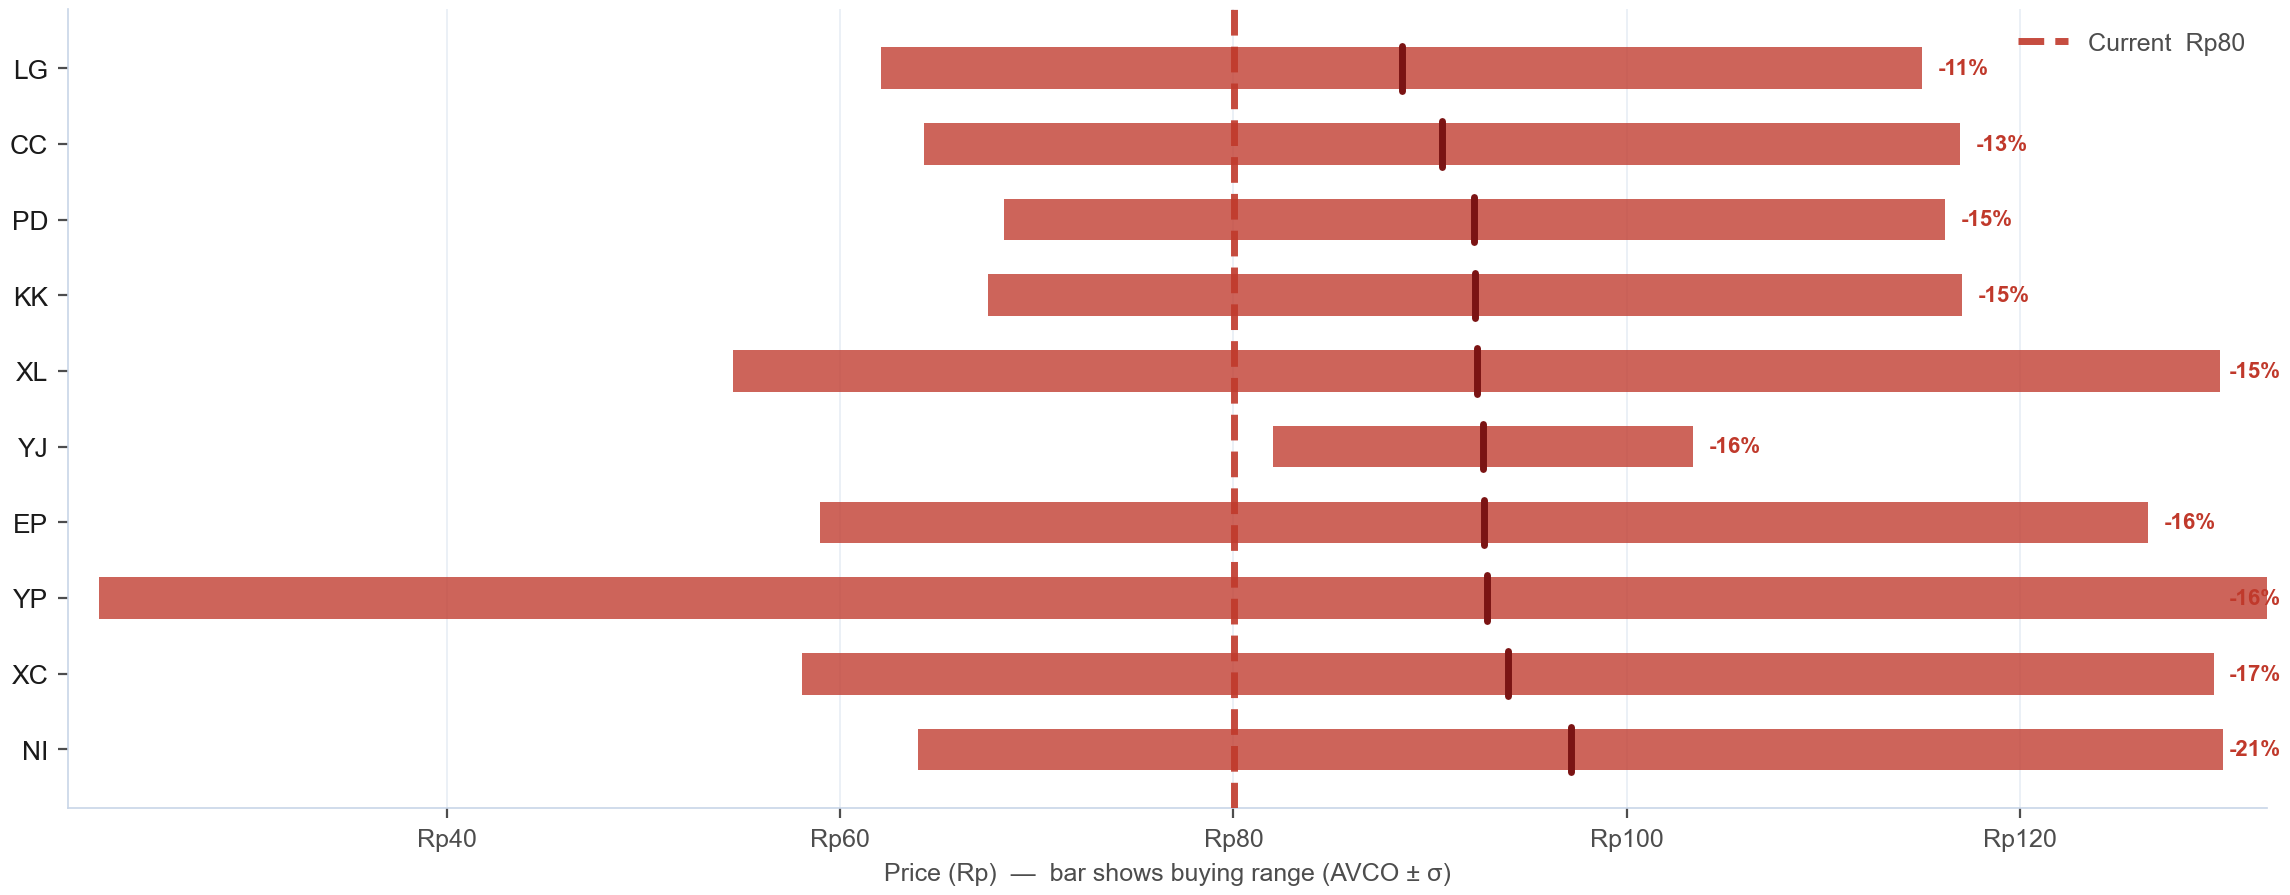 Current Rp80
LG -11%
CC -13%
PD -15%
KK -15%
XL -15%
YJ -16%
EP -16%
YP -16%
XC -17%
NI -21%
Rp40 Rp60 Rp80 Rp100 Rp120
Price (Rp) — bar shows buying range (AVCO ± σ)